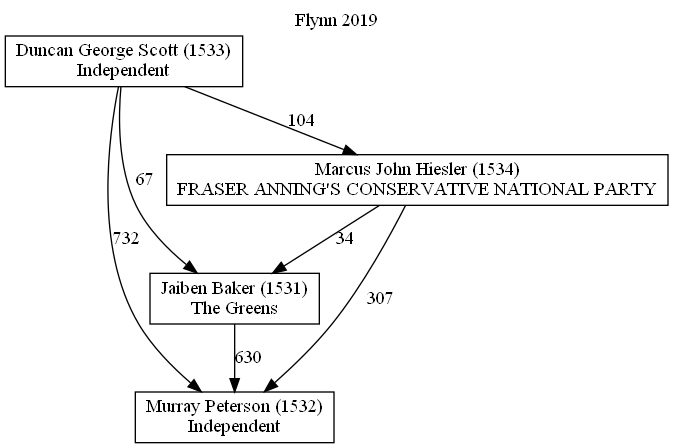 Flynn 2019
Duncan George Scott (1533)
Independent
104
Marcus John Hiesler (1534)
FRASER ANNING'S CONSERVATIVE NATIONAL PARTY
67
732
34
Jaiben Baker (1531)
The Greens
307
630
Murray Peterson (1532)
Independent